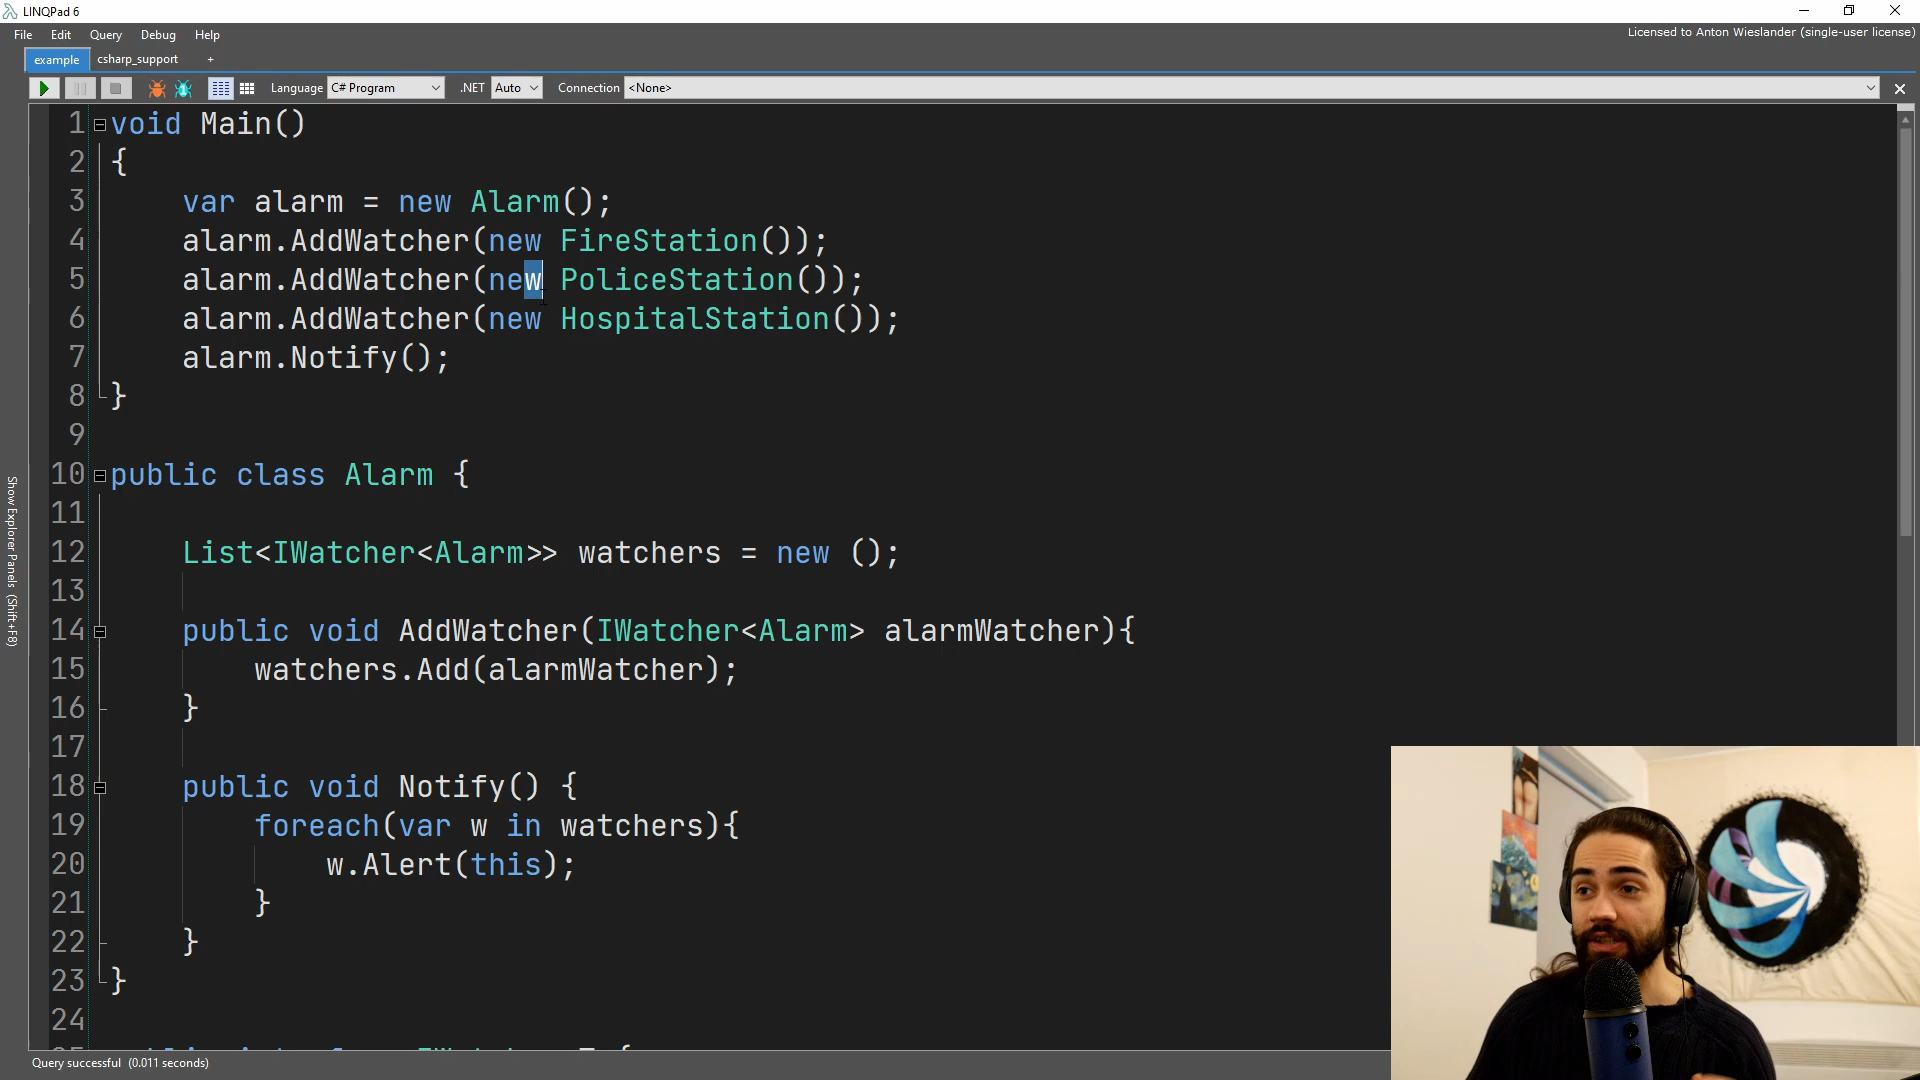 LINQPad 6
File Edit Query Debug Help
Licensed to Anton Wieslander (single-user license)
example csharp_support +
Language C# Program .NET Auto Connection <None>
1 void Main()
2 {
3 var alarm = new Alarm();
4 alarm.AddWatcher(new FireStation());
5 alarm.AddWatcher(new PoliceStation());
6 alarm.AddWatcher(new HospitalStation());
7 alarm.Notify();
8 }
9
10 public class Alarm {
11
12 List<IWatcher<Alarm>> watchers = new ();
13
14 public void AddWatcher(IWatcher<Alarm> alarmWatcher){
15 watchers.Add(alarmWatcher);
16 }
17
18 public void Notify() {
19 foreach(var w in watchers){
20 w.Alert(this);
21 }
22 }
23 }
24
Show Explorer Panels (Shift+F8)
Query successful (0.011 seconds)